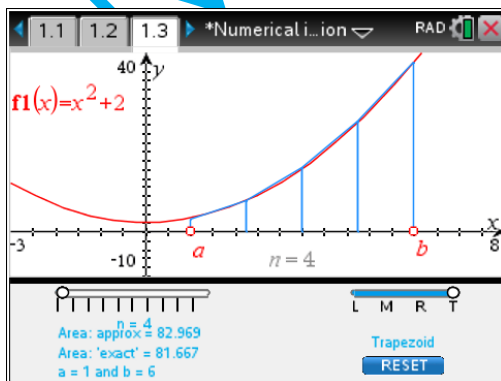 1.1 1.2 1.3 *Numerical i...ion RAD
40 y
f1(x)=x²+2
-3 x 8
a b
-10 n = 4
L M R T
n = 4
Area: approx = 82.969
Area: 'exact' = 81.667
a = 1 and b = 6
Trapezoid
RESET